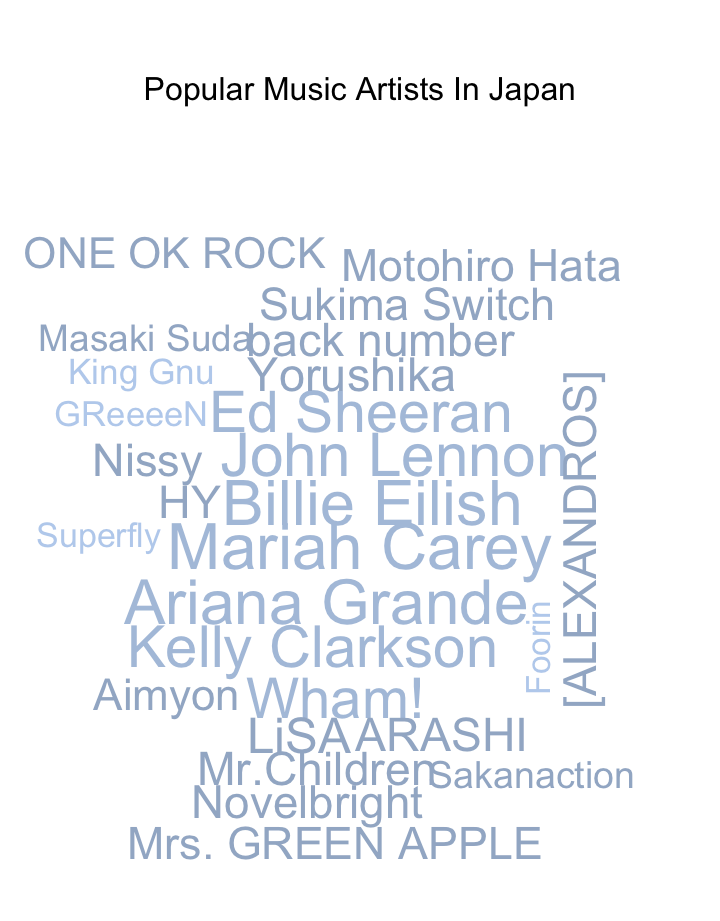 Popular Music Artists In Japan
ONE OK ROCK
Motohiro Hata
Sukima Switch
Masaki Suda
back number
King Gnu
Yorushika
GReeeeN
Ed Sheeran
[ALEXANDROS]
Nissy
John Lennon
HY
Billie Eilish
Superfly
Mariah Carey
Ariana Grande
Foorin
Kelly Clarkson
Aimyon
Wham!
LiSA
ARASHI
Mr.Children
Sakanaction
Novelbright
Mrs. GREEN APPLE